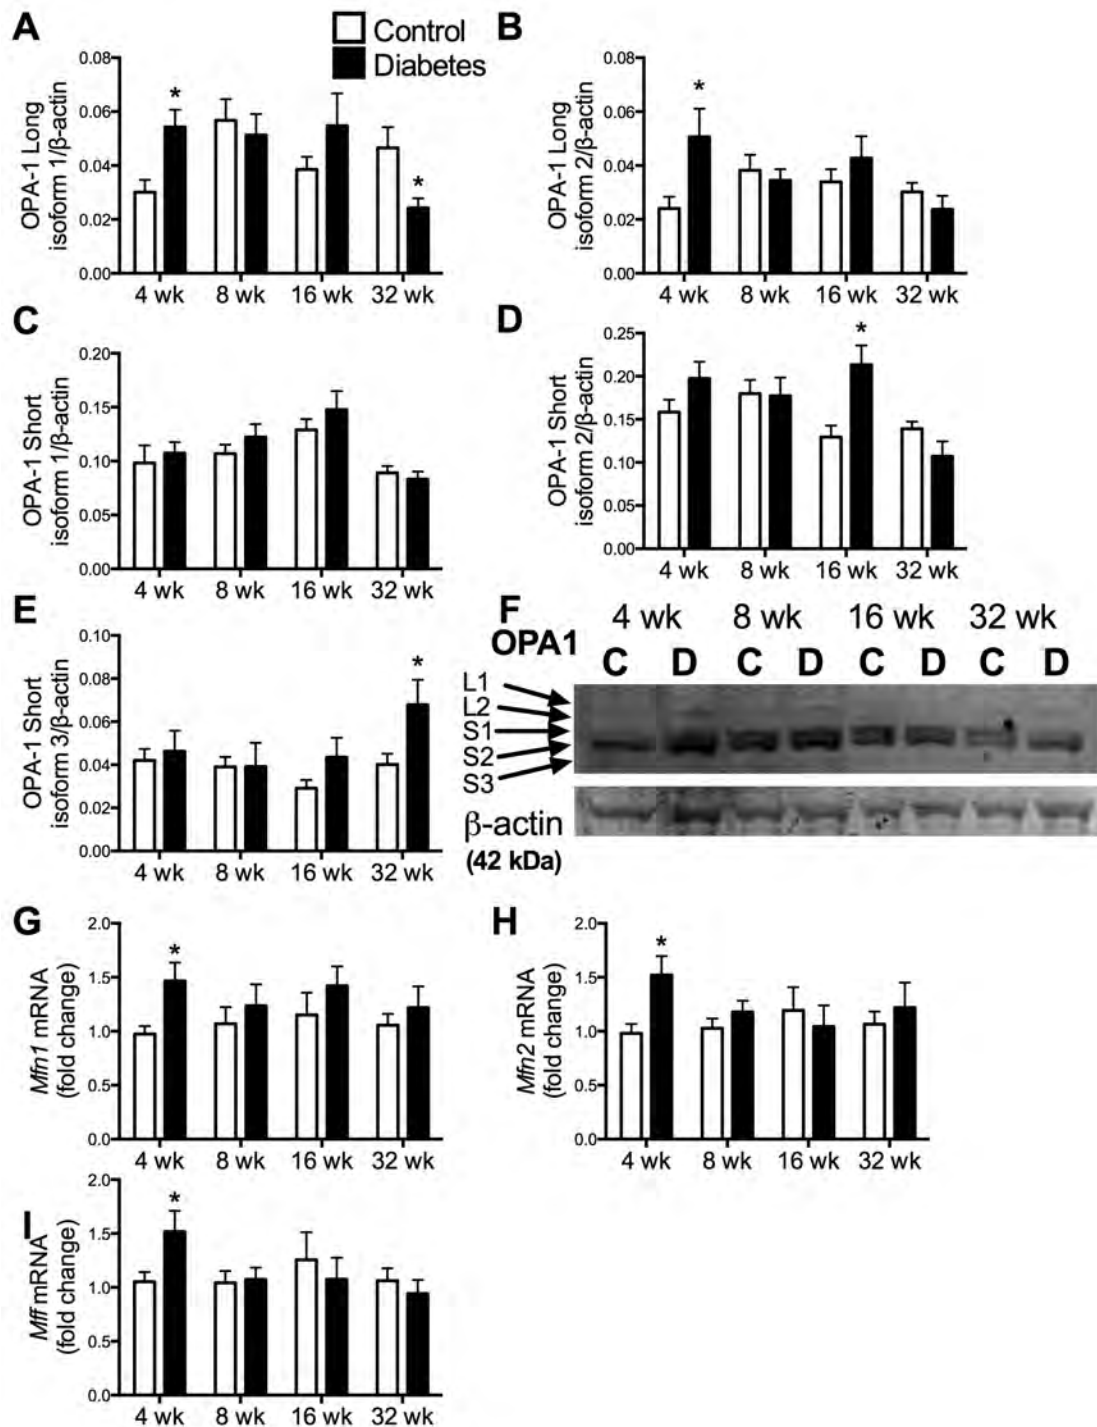 A
Control
Diabetes
OPA-1 Long
isoform 1/β-actin
0.08
0.06
0.04
0.02
0.00
*
*
4 wk 8 wk 16 wk 32 wk
B
OPA-1 Long
isoform 2/β-actin
0.08
0.06
0.04
0.02
0.00
*
4 wk 8 wk 16 wk 32 wk
C
OPA-1 Short
isoform 1/β-actin
0.20
0.15
0.10
0.05
0.00
4 wk 8 wk 16 wk 32 wk
D
OPA-1 Short
isoform 2/β-actin
0.25
0.20
0.15
0.10
0.05
0.00
*
4 wk 8 wk 16 wk 32 wk
E
OPA-1 Short
isoform 3/β-actin
0.10
0.08
0.06
0.04
0.02
0.00
*
4 wk 8 wk 16 wk 32 wk
F
4 wk 8 wk 16 wk 32 wk
OPA1
C D C D C D C D
L1
L2
S1
S2
S3
β-actin
(42 kDa)
G
Mfn1 mRNA
(fold change)
2.0
1.5
1.0
0.5
0.0
*
4 wk 8 wk 16 wk 32 wk
H
Mfn2 mRNA
(fold change)
2.0
1.5
1.0
0.5
0.0
*
4 wk 8 wk 16 wk 32 wk
I
Mff mRNA
(fold change)
2.0
1.5
1.0
0.5
0.0
*
4 wk 8 wk 16 wk 32 wk